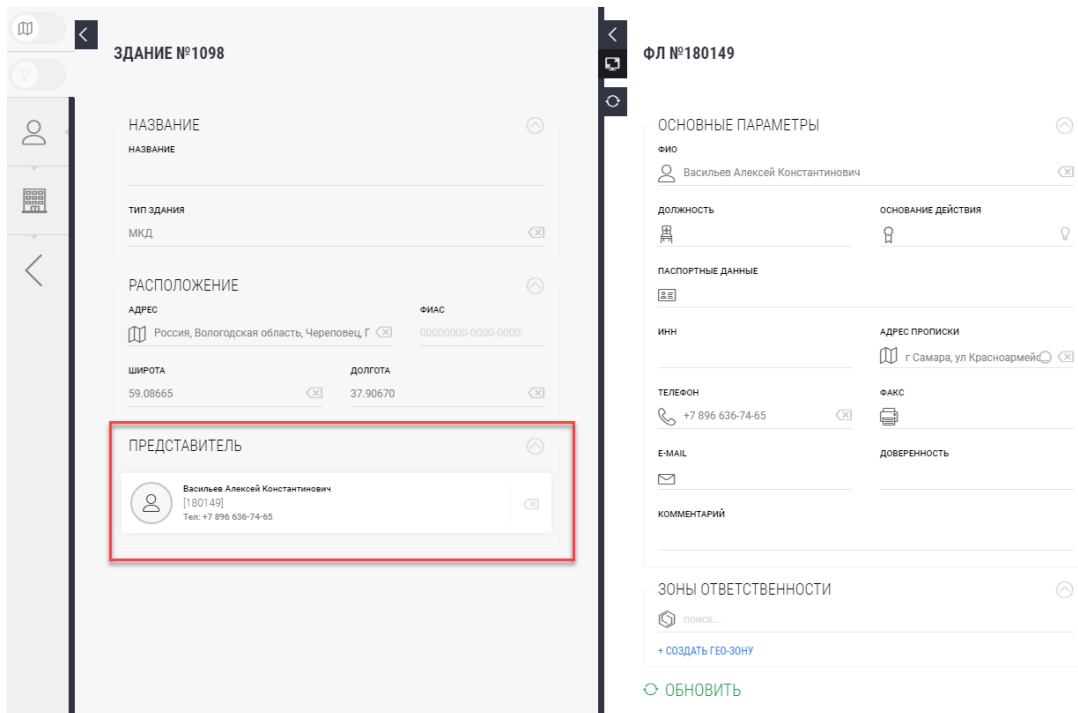 ЗДАНИЕ №1098
НАЗВАНИЕ
НАЗВАНИЕ
ТИП ЗДАНИЯ
МКД
РАСПОЛОЖЕНИЕ
АДРЕС
ФИАС
Россия, Вологодская область, Череповец, Г
00000000-0000-0000-
ШИРОТА
ДОЛГОТА
59.08665
37.90670
ПРЕДСТАВИТЕЛЬ
Васильев Алексей Константинович
[180149]
Тел: +7 896 636-74-65
ФЛ №180149
ОСНОВНЫЕ ПАРАМЕТРЫ
ФИО
Васильев Алексей Константинович
ДОЛЖНОСТЬ
ОСНОВАНИЕ ДЕЙСТВИЯ
ПАСПОРТНЫЕ ДАННЫЕ
ИНН
АДРЕС ПРОПИСКИ
г Самара, ул Красноармейс
ТЕЛЕФОН
ФАКС
+7 896 636-74-65
E-MAIL
ДОВЕРЕННОСТЬ
КОММЕНТАРИЙ
ЗОНЫ ОТВЕТСТВЕННОСТИ
поиск...
+ СОЗДАТЬ ГЕО-ЗОНУ
ОБНОВИТЬ